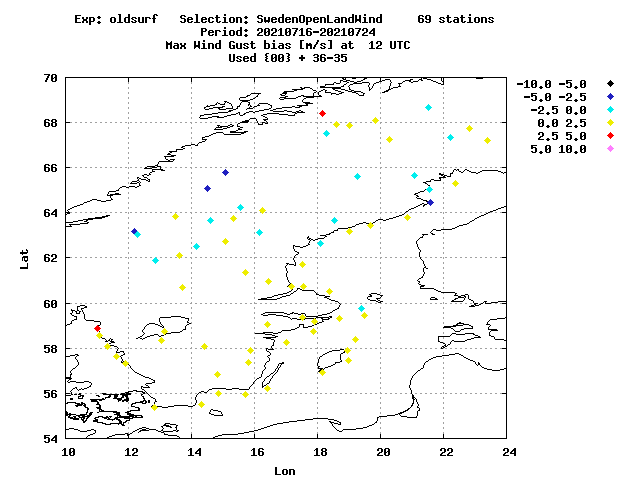 Exp: oldsurf   Selection: SwedenOpenLandWind     69 stations
Period: 20210716-20210724
Max Wind Gust bias [m/s] at  12 UTC
Used {00} + 36-35
-10.0 -5.0
-5.0 -2.5
-2.5 0.0
0.0 2.5
2.5 5.0
5.0 10.0
70
68
66
64
62
60
58
56
54
Lat
10 12 14 16 18 20 22 24
Lon